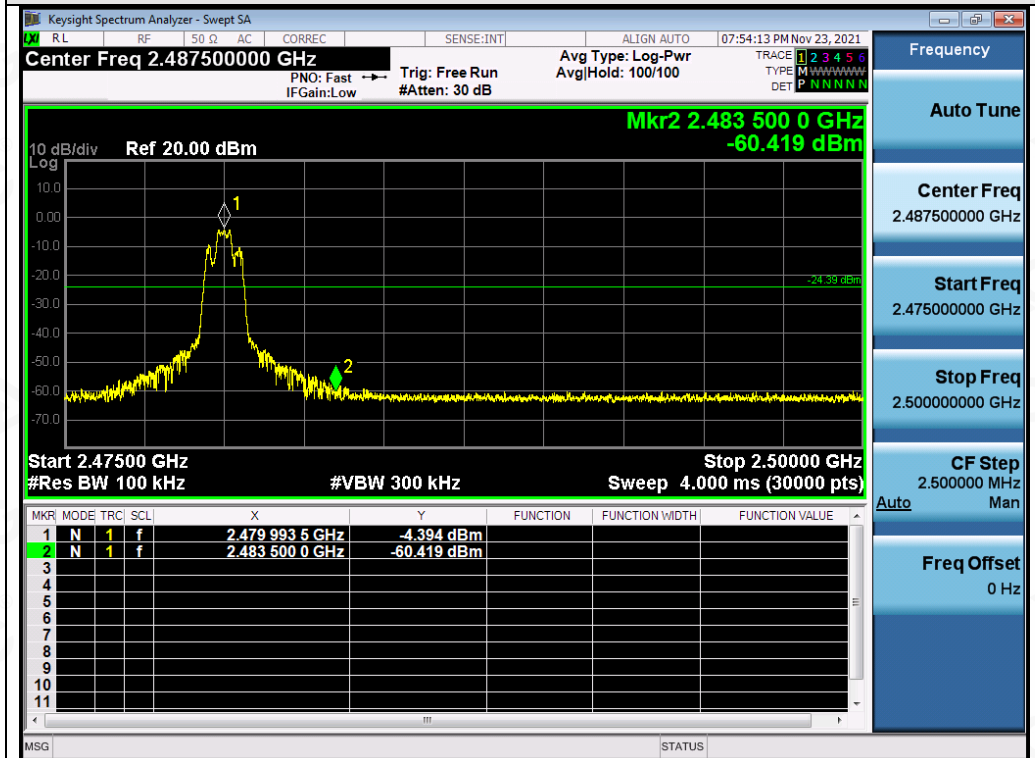 Keysight Spectrum Analyzer - Swept SA
LXI RL RF 50 Ω AC CORREC SENSE:INT ALIGN AUTO 07:54:13 PM Nov 23, 2021
Center Freq 2.487500000 GHz
PNO: Fast
IFGain:Low
Trig: Free Run
#Atten: 30 dB
Avg Type: Log-Pwr
Avg|Hold: 100/100
TRACE 1 2 3 4 5 6
TYPE M WWWWW
DET P N N N N N
Mkr2 2.483 500 0 GHz
-60.419 dBm
10 dB/div Ref 20.00 dBm
Log
10.0
0.00
-10.0
-20.0
-30.0
-40.0
-50.0
-60.0
-70.0
1
2
-24.39 dBm
Start 2.47500 GHz Stop 2.50000 GHz
#Res BW 100 kHz #VBW 300 kHz Sweep 4.000 ms (30000 pts)
MKR MODE TRC SCL X Y FUNCTION FUNCTION WIDTH FUNCTION VALUE
1 N 1 f 2.479 993 5 GHz -4.394 dBm
2 N 1 f 2.483 500 0 GHz -60.419 dBm
3
4
5
6
7
8
9
10
11
MSG STATUS
Frequency
Auto Tune
Center Freq
2.487500000 GHz
Start Freq
2.475000000 GHz
Stop Freq
2.500000000 GHz
CF Step
2.500000 MHz
Auto Man
Freq Offset
0 Hz